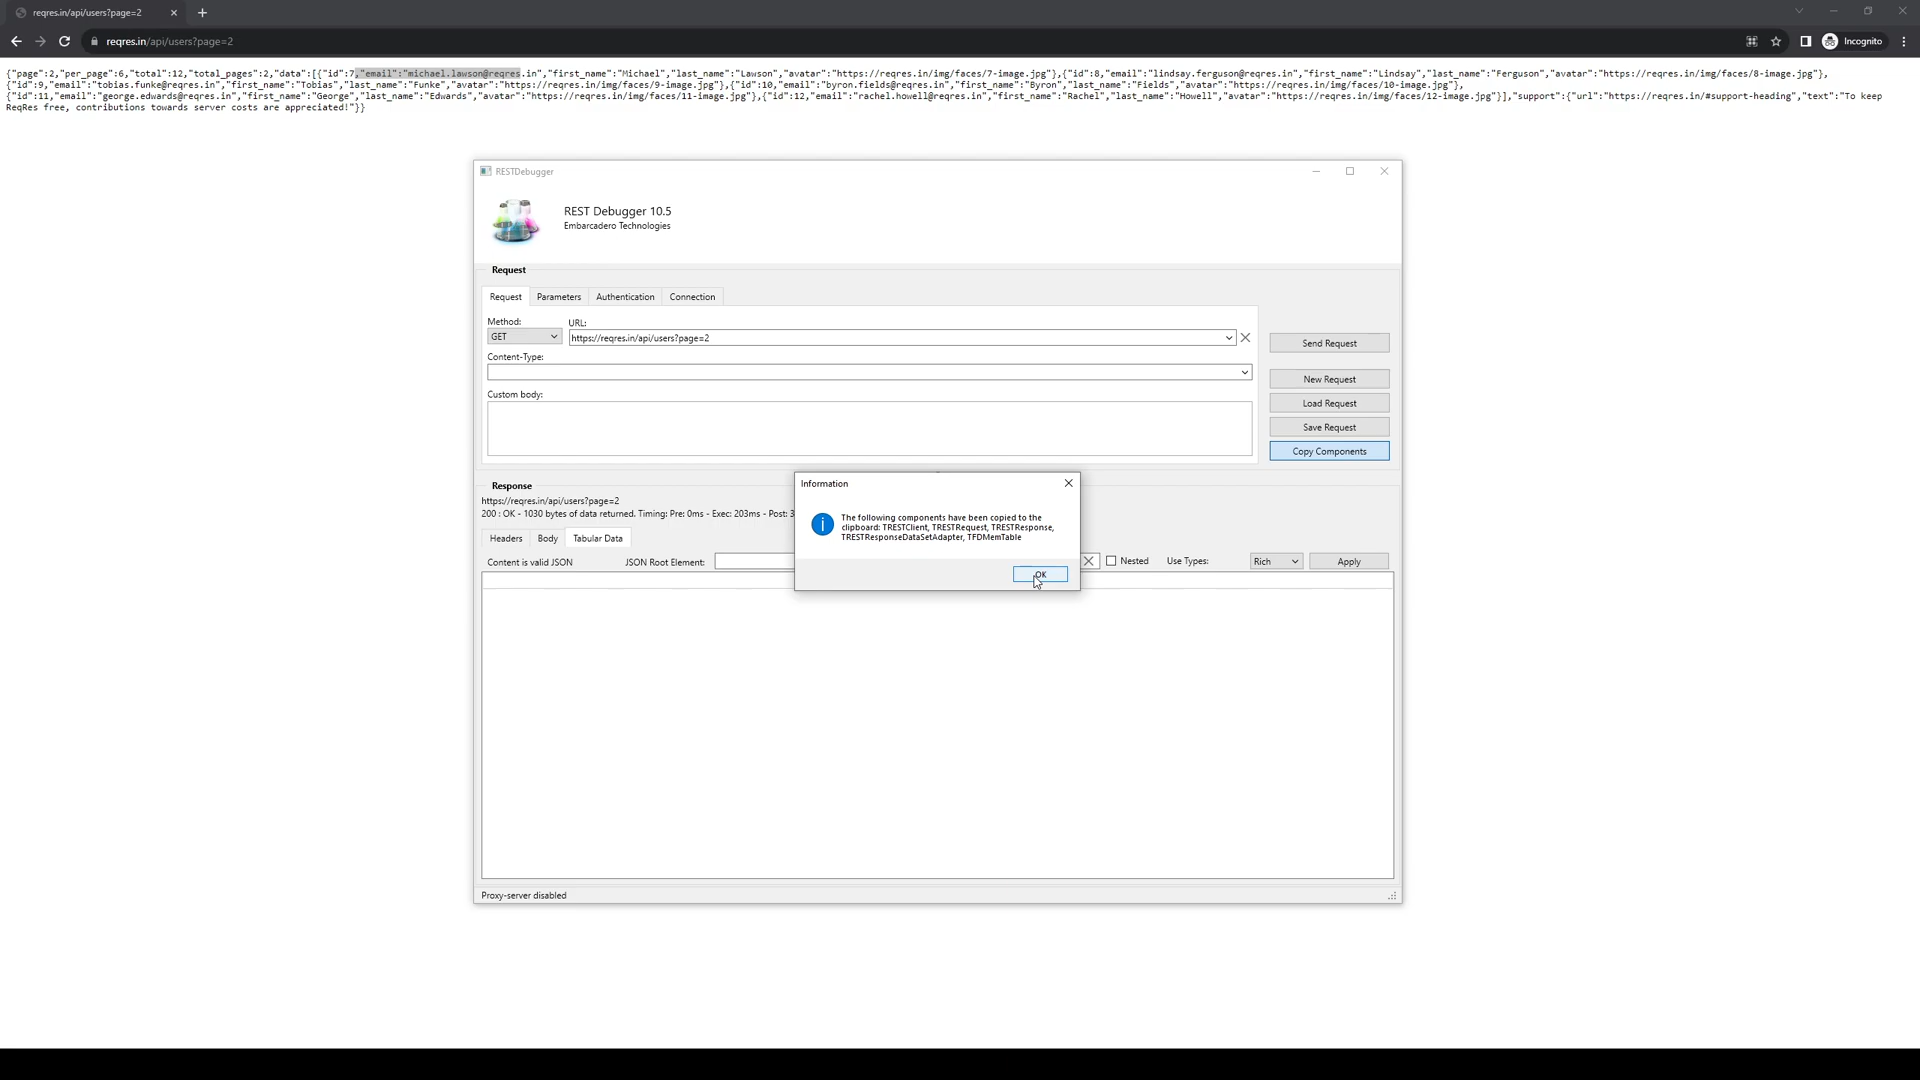 reqres.in/api/users?page=2
reqres.in/api/users?page=2
Incognito
{"page":2,"per_page":6,"total":12,"total_pages":2,"data":[{"id":7,"email":"michael.lawson@reqres.in","first_name":"Michael","last_name":"Lawson","avatar":"https://reqres.in/img/faces/7-image.jpg"},{"id":8,"email":"lindsay.ferguson@reqres.in","first_name":"Lindsay","last_name":"Ferguson","avatar":"https://reqres.in/img/faces/8-image.jpg"},
{"id":9,"email":"tobias.funke@reqres.in","first_name":"Tobias","last_name":"Funke","avatar":"https://reqres.in/img/faces/9-image.jpg"},{"id":10,"email":"byron.fields@reqres.in","first_name":"Byron","last_name":"Fields","avatar":"https://reqres.in/img/faces/10-image.jpg"},
{"id":11,"email":"george.edwards@reqres.in","first_name":"George","last_name":"Edwards","avatar":"https://reqres.in/img/faces/11-image.jpg"},{"id":12,"email":"rachel.howell@reqres.in","first_name":"Rachel","last_name":"Howell","avatar":"https://reqres.in/img/faces/12-image.jpg"}],"support":{"url":"https://reqres.in/#support-heading","text":"To keep
ReqRes free, contributions towards server costs are appreciated!"}}
RESTDebugger
REST Debugger 10.5
Embarcadero Technologies
Request
Request Parameters Authentication Connection
Method: URL:
GET https://reqres.in/api/users?page=2
Send Request
Content-Type:
New Request
Custom body:
Load Request
Save Request
Copy Components
Response
https://reqres.in/api/users?page=2
200 : OK - 1030 bytes of data returned. Timing: Pre: 0ms - Exec: 203ms - Post: 3
Headers Body Tabular Data
Content is valid JSON JSON Root Element: Nested Use Types: Rich Apply
Information
The following components have been copied to the
clipboard: TRESTClient, TRESTRequest, TRESTResponse,
TRESTResponseDataSetAdapter, TFDMemTable
OK
Proxy-server disabled